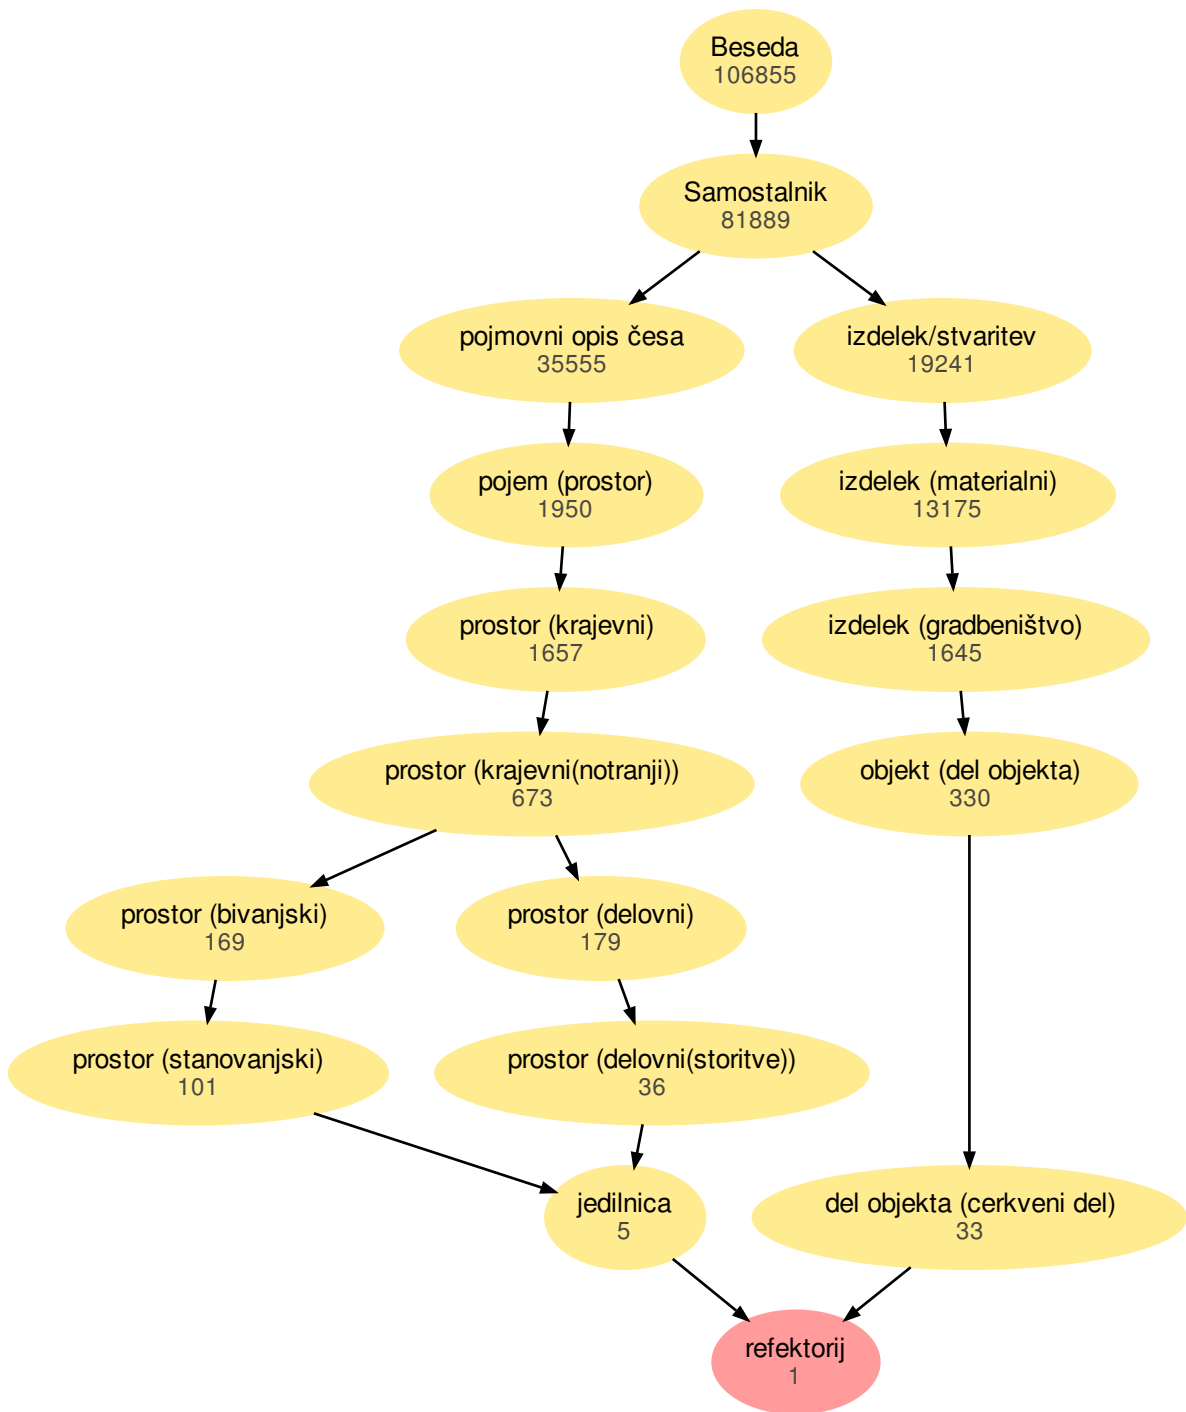 Beseda
106855
Samostalnik
81889
pojmovni opis česa
35555
izdelek/stvaritev
19241
pojem (prostor)
1950
izdelek (materialni)
13175
prostor (krajevni)
1657
izdelek (gradbeništvo)
1645
prostor (krajevni(notranji))
673
objekt (del objekta)
330
prostor (bivanjski)
169
prostor (delovni)
179
prostor (stanovanjski)
101
prostor (delovni(storitve))
36
jedilnica
5
del objekta (cerkveni del)
33
refektorij
1